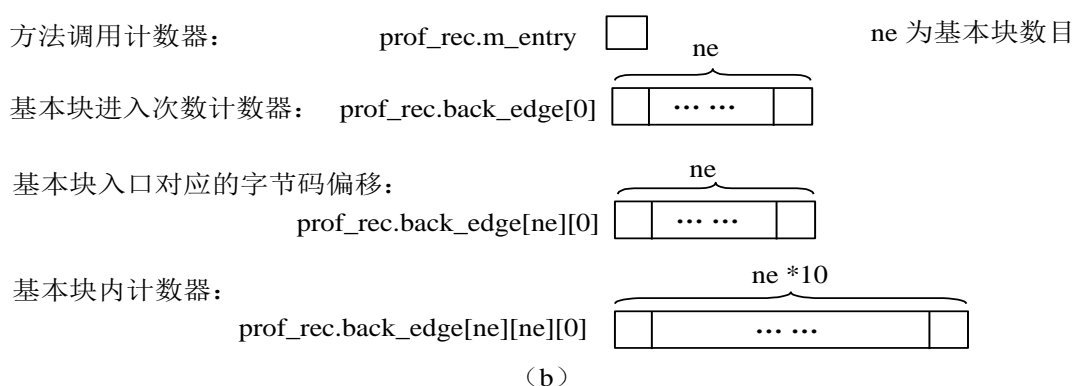 方法调用计数器： prof_rec.m_entry ne 为基本块数目
ne
基本块进入次数计数器： prof_rec.back_edge[0] … …
基本块入口对应的字节码偏移：
ne
prof_rec.back_edge[ne][0] … …
基本块内计数器：
ne *10
prof_rec.back_edge[ne][ne][0] … …
（b）